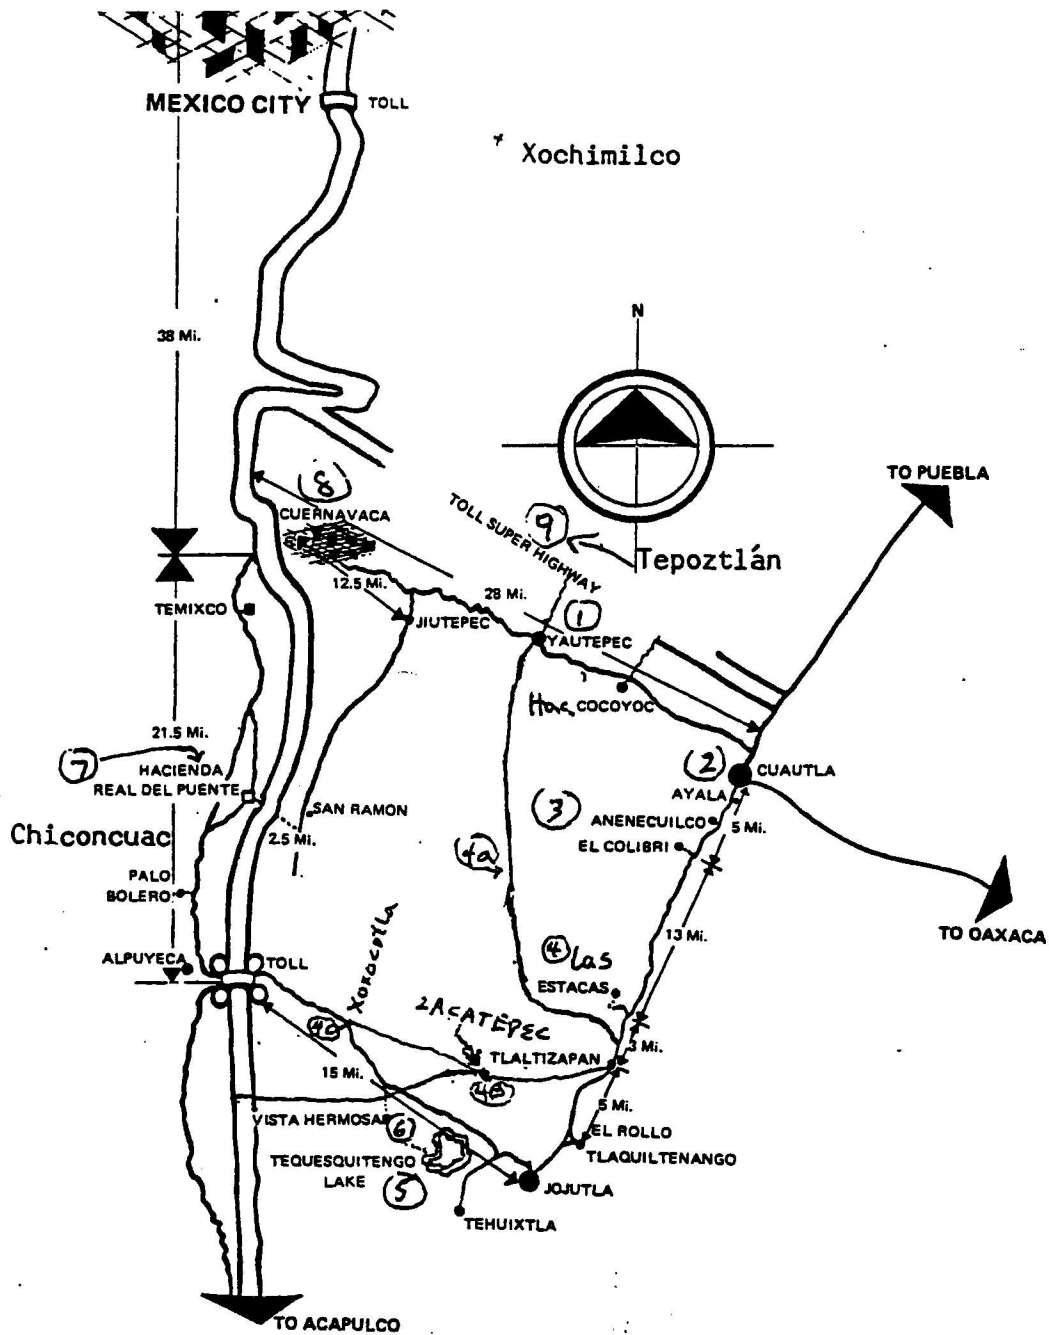 MEXICO CITY
TOLL
Xochimilco
38 Mi.
N
TO PUEBLA
8
CUERNAVACA
TOLL SUPER HIGHWAY
9
Tepoztlán
12.5 Mi.
28 Mi.
TEMIXCO
JIUTEPEC
1
YAUTEPEC
Hac. COCOYOC
21.5 Mi.
7
HACIENDA
REAL DEL PUENTE
2
CUAUTLA
AYALA
3
ANENECUILCO
5 Mi.
SAN RAMON
Chiconcuac
2.5 Mi.
EL COLIBRI
4a
PALO
BOLERO
TO OAXACA
13 Mi.
XOXOCOTLA
ALPUYECA
TOLL
4 Las
ESTACAS
4C
ZACATEPEC
TLALTIZAPAN
3 Mi.
15 Mi.
4B
5 Mi.
VISTA HERMOSA
6
EL ROLLO
TLAQUILTENANGO
TEQUESQUITENGO
LAKE
5
JOJUTLA
TEHUIXTLA
TO ACAPULCO